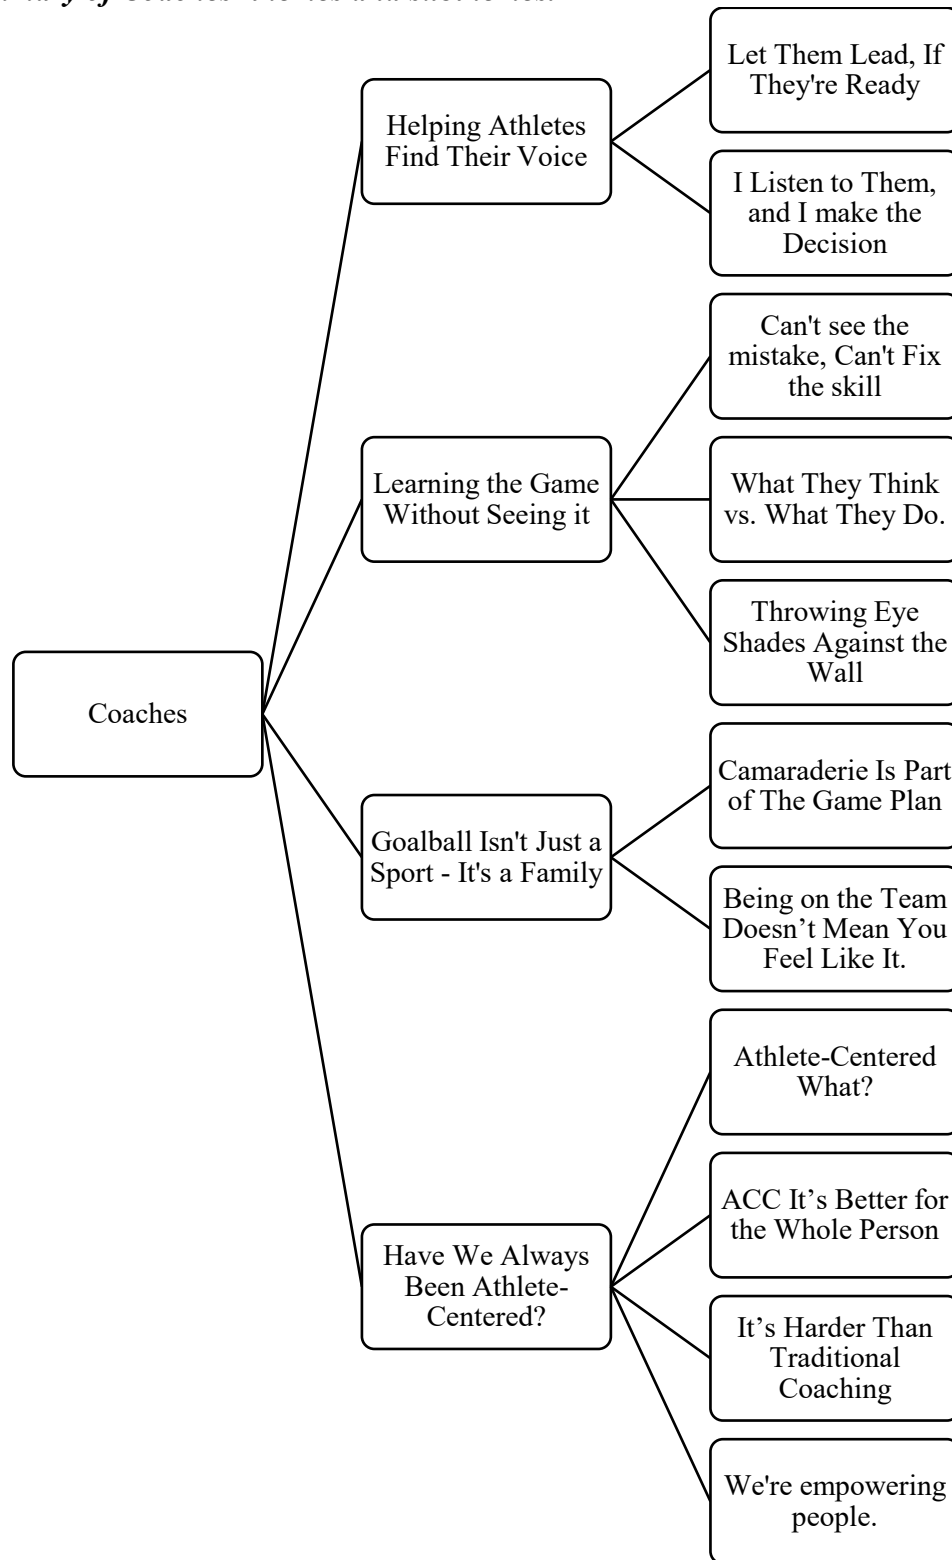 of Coaches'
Coaches
Helping Athletes
Find Their Voice
Let Them Lead, If
They're Ready
I Listen to Them,
and I make the
Decision
Learning the Game
Without Seeing it
Can't see the
mistake, Can't Fix
the skill
What They Think
vs. What They Do.
Throwing Eye
Shades Against the
Wall
Goalball Isn't Just a
Sport - It's a Family
Camaraderie Is Part
of The Game Plan
Being on the Team
Doesn’t Mean You
Feel Like It.
Have We Always
Been Athlete-
Centered?
Athlete-Centered
What?
ACC It’s Better for
the Whole Person
It’s Harder Than
Traditional
Coaching
We're empowering
people.